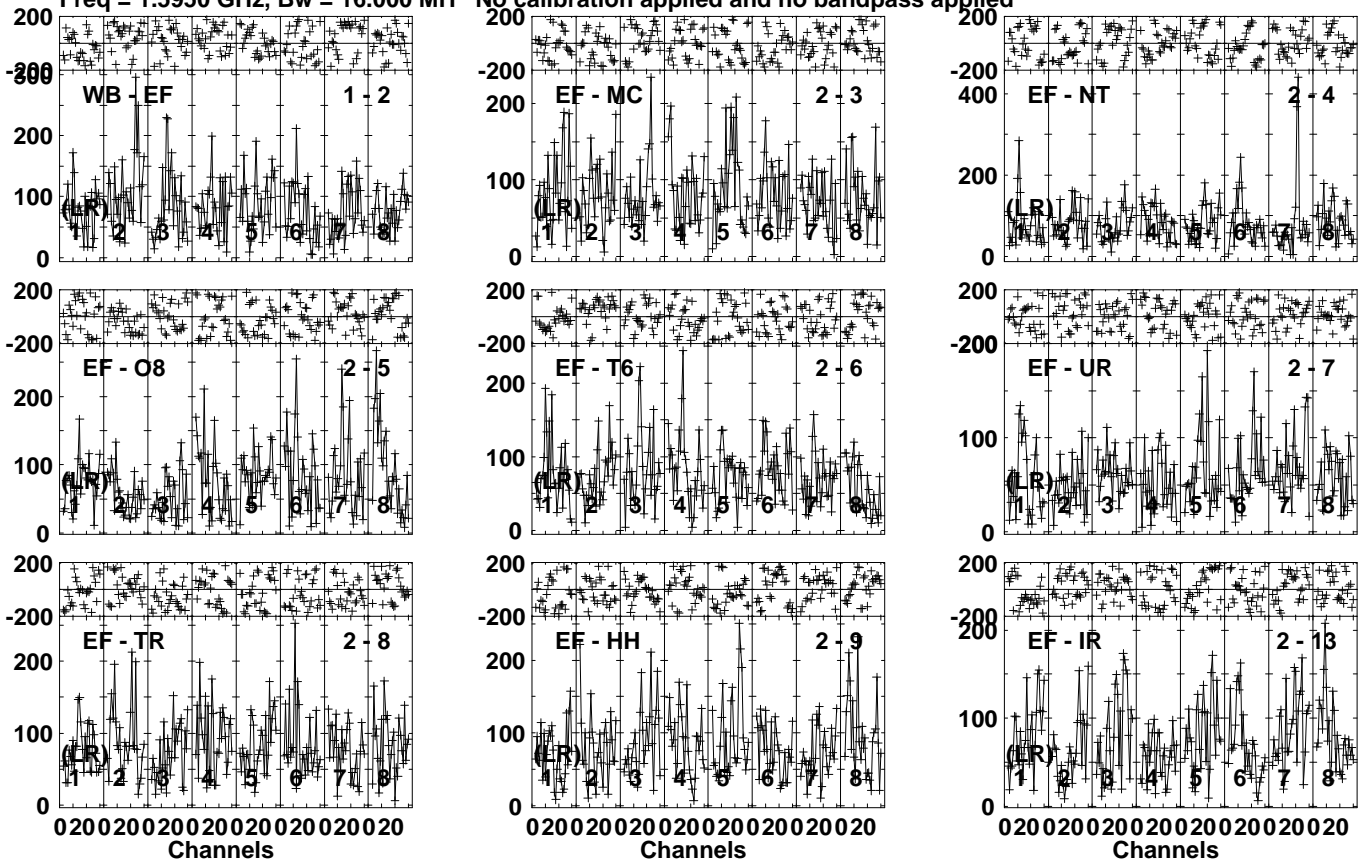 Freq = 1.5950 GHz, Bw = 16.000 MH No calibration applied and no bandpass applied
200 200 200
-200 -200
300
WB - EF 1 - 2 EF - MC 2 - 3 EF - NT 2 - 4
400
200 200 200
100 100
(LR) (LR) (LR)
1 2 3 4 5 6 7 8 1 2 3 4 5 6 7 8 1 2 3 4 5 6 7 8
0 0 0
200 200 200
-200 -200 -200
EF - O8 2 - 5 EF - T6 2 - 6 EF - UR 2 - 7
200 200
100 100 100
(LR) (LR) (LR)
1 2 3 4 5 6 7 8 1 2 3 4 5 6 7 8 1 2 3 4 5 6 7 8
0 0 0
200 200 200
-200 -200 -200
EF - TR 2 - 8 EF - HH 2 - 9 EF - IR 2 - 13
200 200 200
100 100 100
(LR) (LR) (LR)
1 2 3 4 5 6 7 8 1 2 3 4 5 6 7 8 1 2 3 4 5 6 7 8
0 0 0
0 20 0 20 0 20 0 20 0 20 0 20 0 20 0 20 0 20 0 20 0 20 0 20 0 20 0 20 0 20 0 20 0 20 0 20 0 20 0 20 0 20 0 20 0 20 0 20
Channels Channels Channels